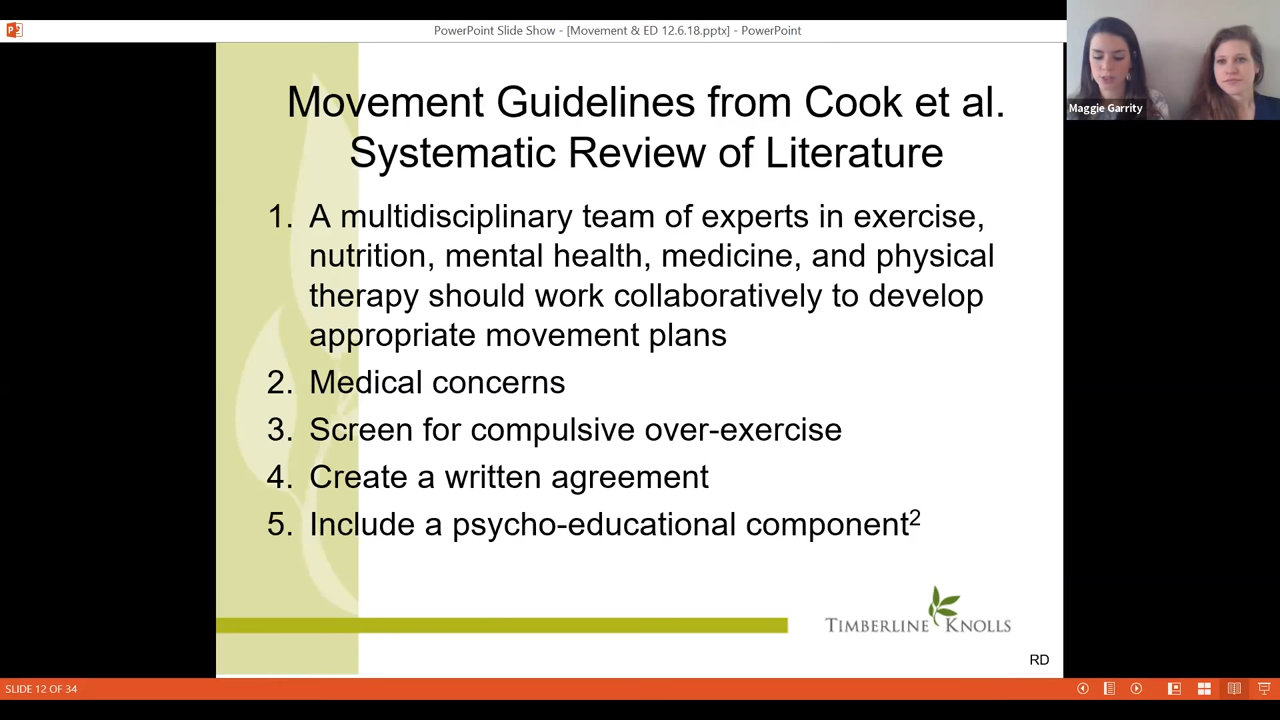 PowerPoint Slide Show - [Movement & ED 12.6.18.pptx] - PowerPoint
Maggie Garrity
Movement Guidelines from Cook et al.
Systematic Review of Literature
1. A multidisciplinary team of experts in exercise,
nutrition, mental health, medicine, and physical
therapy should work collaboratively to develop
appropriate movement plans
2. Medical concerns
3. Screen for compulsive over-exercise
4. Create a written agreement
5. Include a psycho-educational component²
TIMBERLINE KNOLLS
RD
SLIDE 12 OF 34